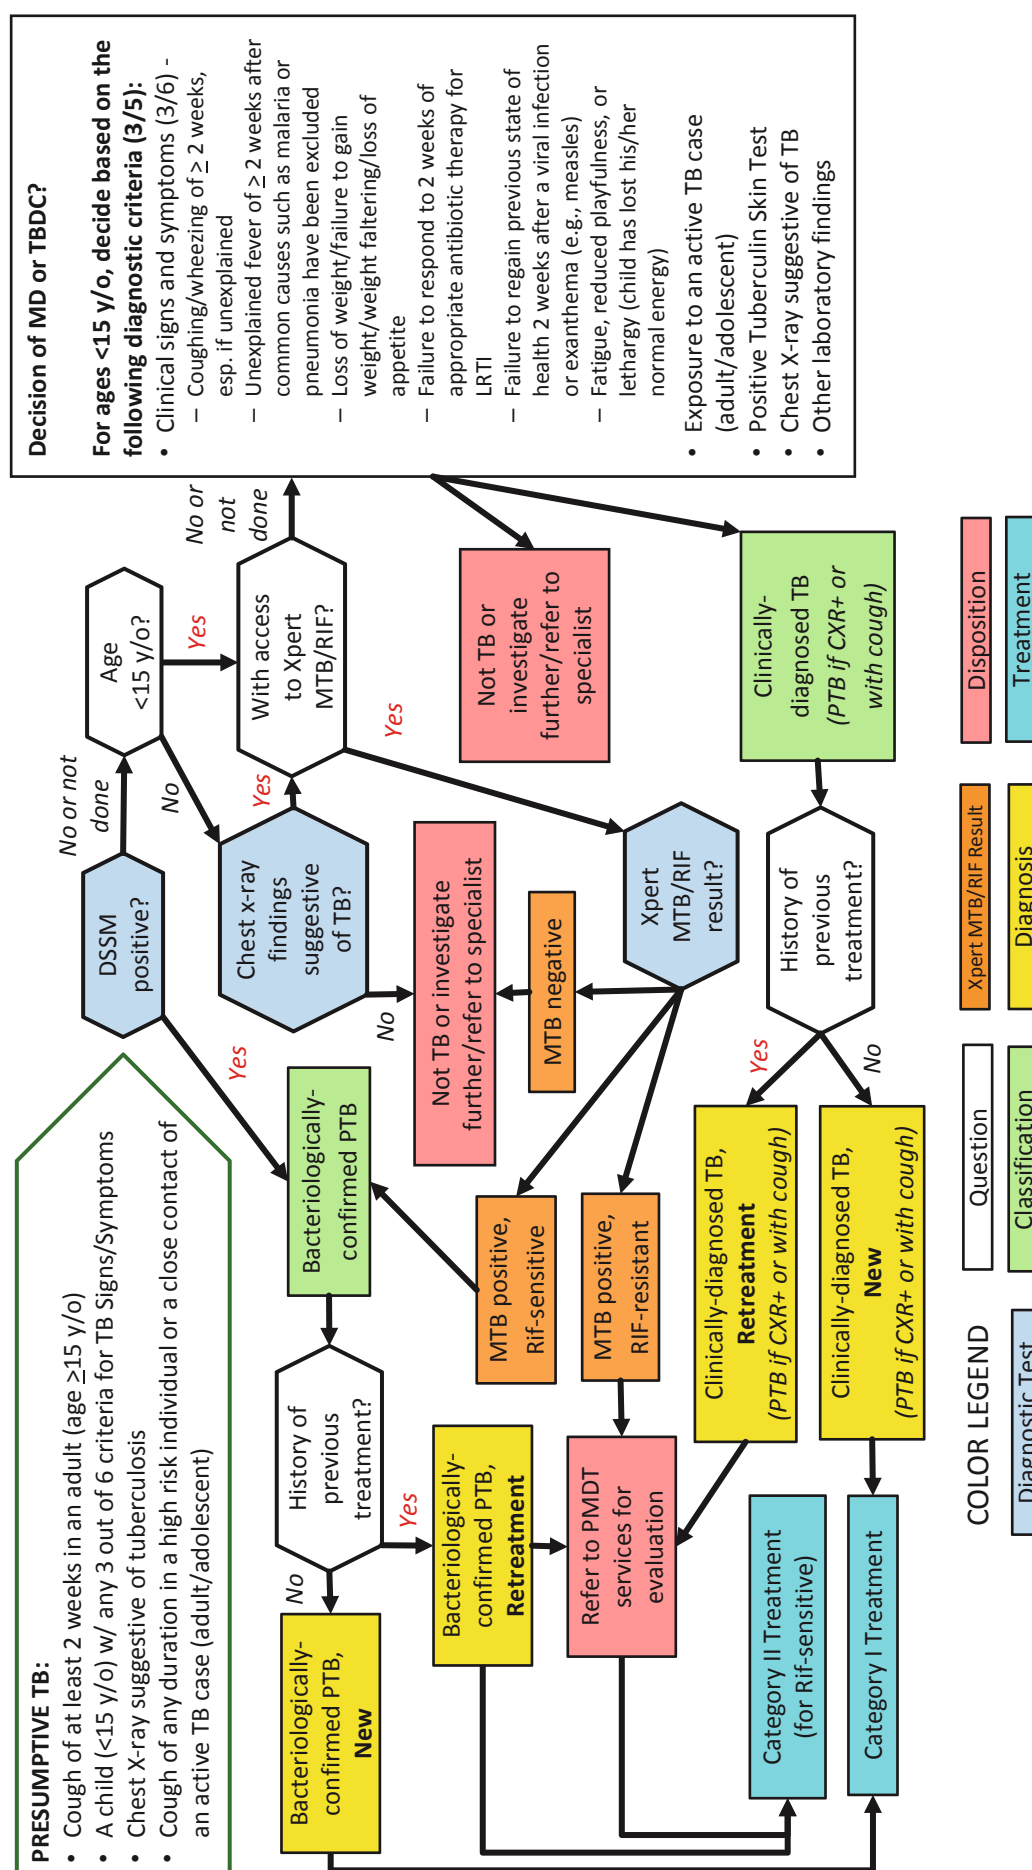 PRESUMPTIVE TB:
• Cough of at least 2 weeks in an adult (age ≥15 y/o)
• A child (<15 y/o) w/ any 3 out of 6 criteria for TB Signs/Symptoms
• Chest X-ray suggestive of tuberculosis
• Cough of any duration in a high risk individual or a close contact of
an active TB case (adult/adolescent)
DSSM
positive?
No or not
done
Yes
Age
<15 y/o?
No
Yes
Chest x-ray
findings
suggestive
of TB?
Yes
No
With access
to Xpert
MTB/RIF?
No or
not
done
Yes
Decision of MD or TBDC?
For ages <15 y/o, decide based on the
following diagnostic criteria (3/5):
• Clinical signs and symptoms (3/6) -
– Coughing/wheezing of ≥ 2 weeks,
esp. if unexplained
– Unexplained fever of ≥ 2 weeks after
common causes such as malaria or
pneumonia have been excluded
– Loss of weight/failure to gain
weight/weight faltering/loss of
appetite
– Failure to respond to 2 weeks of
appropriate antibiotic therapy for
LRTI
– Failure to regain previous state of
health 2 weeks after a viral infection
or exanthema (e.g., measles)
– Fatigue, reduced playfulness, or
lethargy (child has lost his/her
normal energy)
• Exposure to an active TB case
(adult/adolescent)
• Positive Tuberculin Skin Test
• Chest X-ray suggestive of TB
• Other laboratory findings
Bacteriologically-
confirmed PTB
History of
previous
treatment?
No
Yes
Bacteriologically-
confirmed PTB,
New
Bacteriologically-
confirmed PTB,
Retreatment
Not TB or investigate
further/refer to specialist
MTB negative
Xpert
MTB/RIF
result?
MTB positive,
Rif-sensitive
MTB positive,
RIF-resistant
Refer to PMDT
services for
evaluation
Not TB or
investigate
further/refer to
specialist
Clinically-
diagnosed TB
(PTB if CXR+ or
with cough)
History of
previous
treatment?
Yes
No
Clinically-diagnosed TB,
Retreatment
(PTB if CXR+ or with cough)
Clinically-diagnosed TB,
New
(PTB if CXR+ or with cough)
Category II Treatment
(for Rif-sensitive)
Category I Treatment
COLOR LEGEND
Diagnostic Test
Question
Classification
Xpert MTB/RIF Result
Diagnosis
Disposition
Treatment